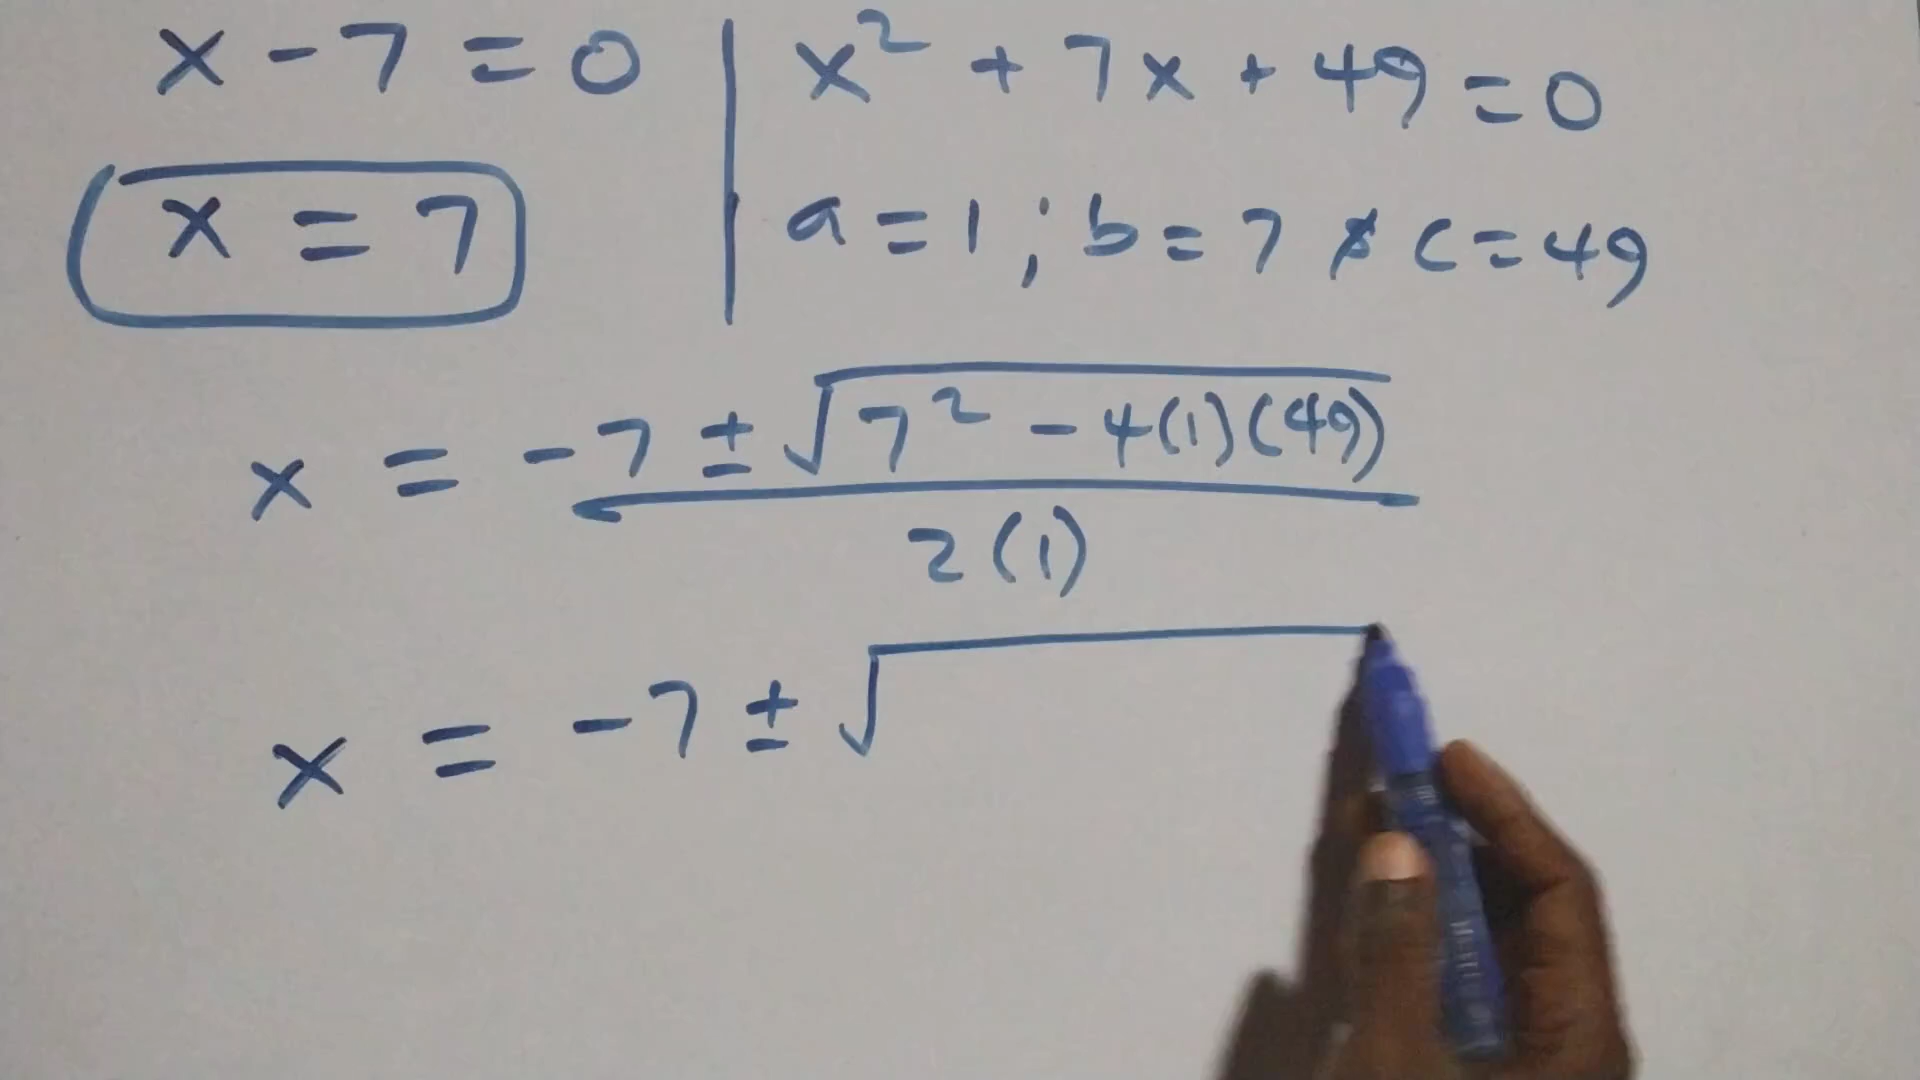 x - 7 = 0 | x² + 7x + 49 = 0
x = 7 | a = 1 ; b = 7 & c = 49
x = -7 ± √(7² - 4(1)(49))
2(1)
x = -7 ± √